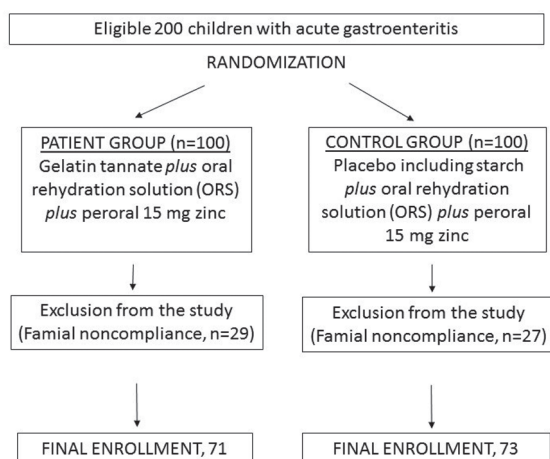 Eligible 200 children with acute gastroenteritis
RANDOMIZATION
PATIENT GROUP (n=100)
Gelatin tannate plus oral
rehydration solution (ORS)
plus peroral 15 mg zinc
CONTROL GROUP (n=100)
Placebo including starch
plus oral rehydration
solution (ORS) plus peroral
15 mg zinc
Exclusion from the study
(Famial noncompliance, n=29)
Exclusion from the study
(Famial noncompliance, n=27)
FINAL ENROLLMENT, 71
FINAL ENROLLMENT, 73